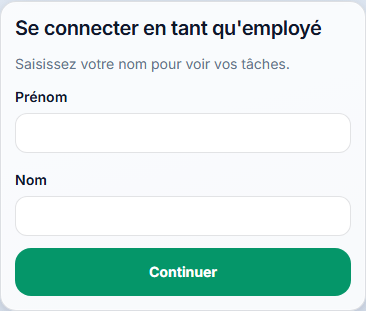 Se connecter en tant qu'employé
Saisissez votre nom pour voir vos tâches.
Prénom
Nom
Continuer